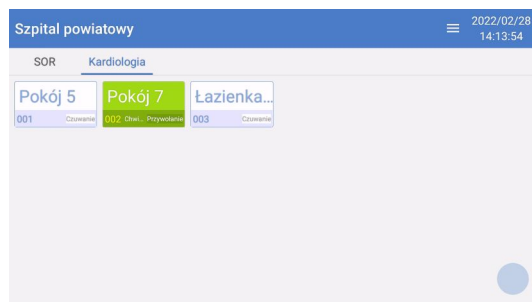 Szpital powiatowy
2022/02/28
14:13:54
SOR Kardiologia
Pokój 5 Pokój 7 Łazienka...
001 Czuwanie 002 Chwi... Przywołanie 003 Czuwanie